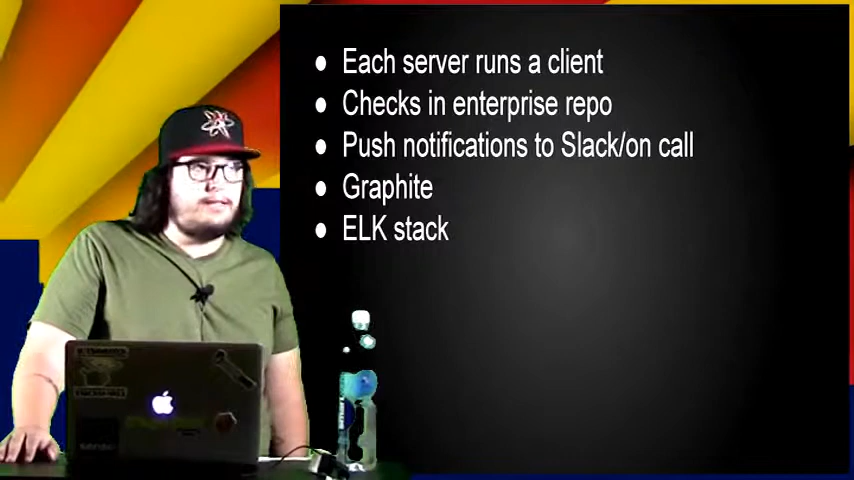 ● Each server runs a client
● Checks in enterprise repo
● Push notifications to Slack/on call
● Graphite
● ELK stack